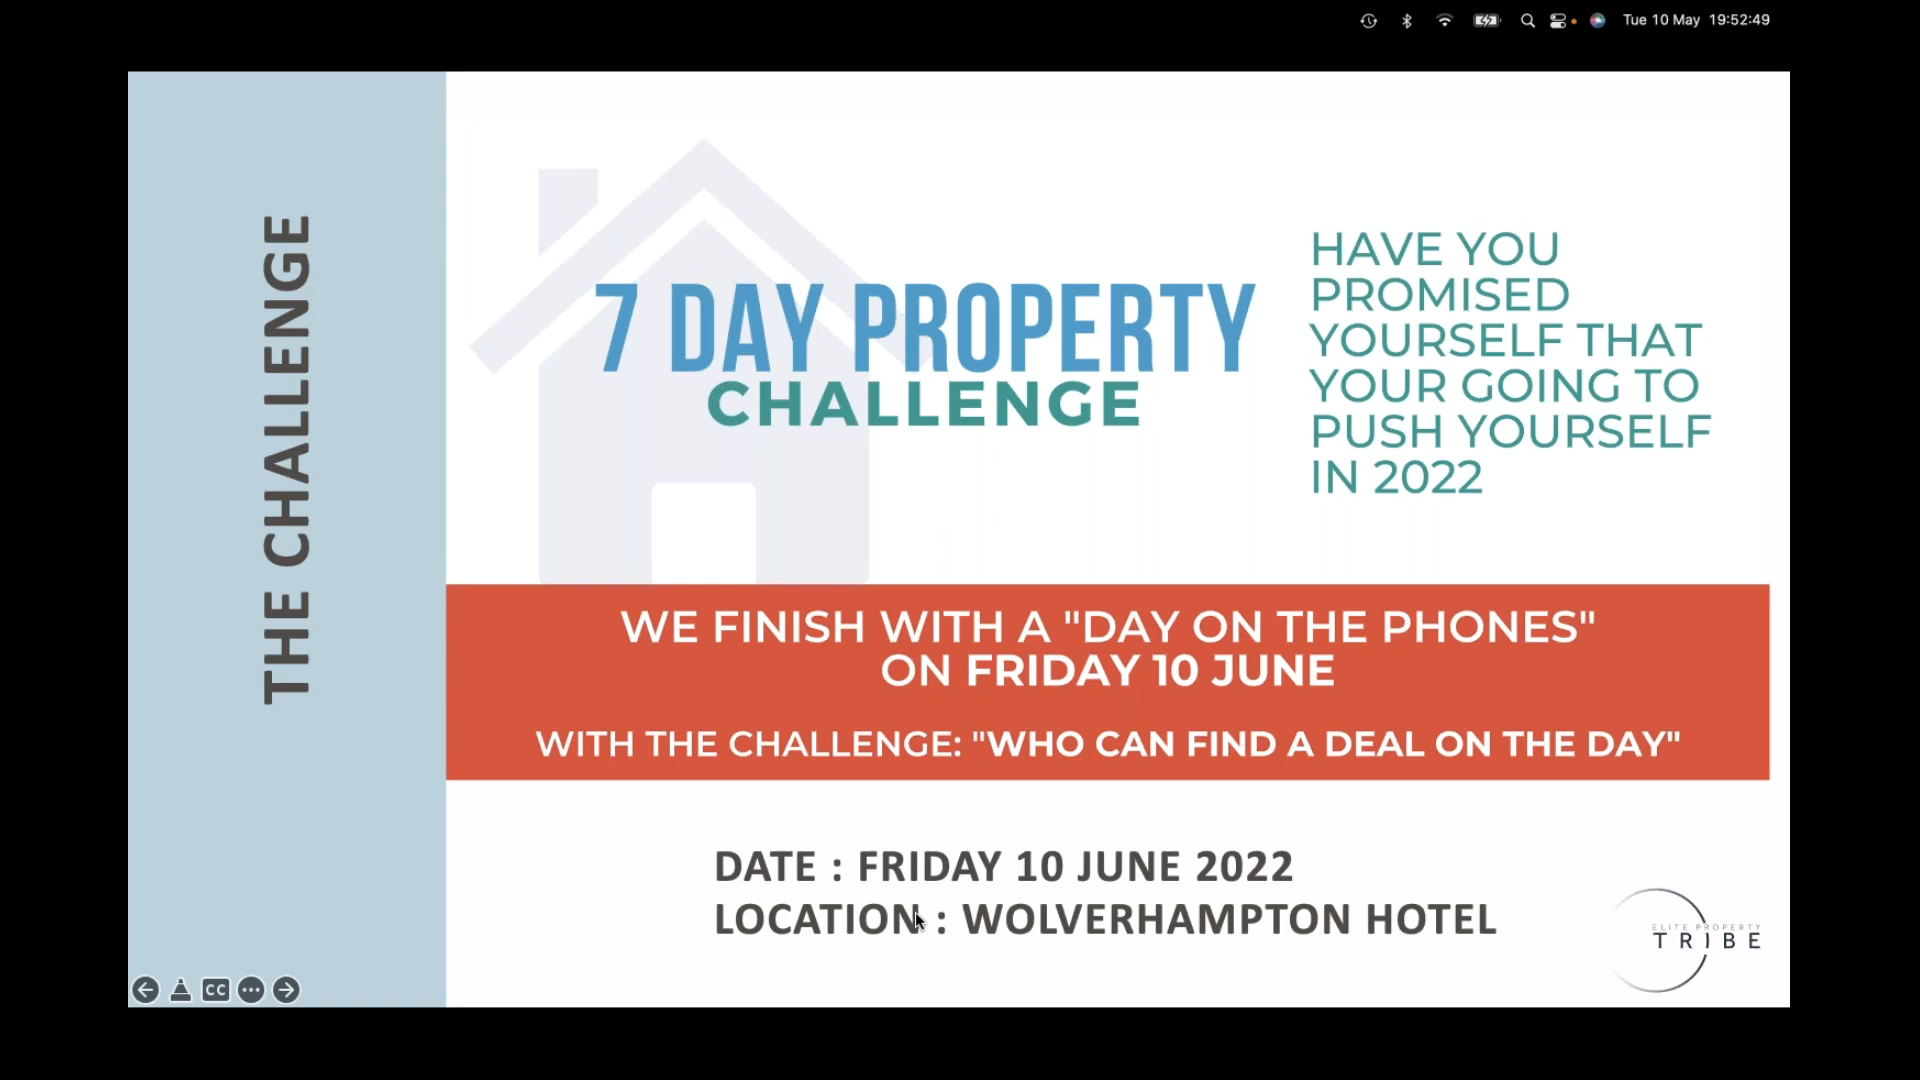 Tue 10 May 19:52:49
THE CHALLENGE
7 DAY PROPERTY
CHALLENGE
HAVE YOU
PROMISED
YOURSELF THAT
YOUR GOING TO
PUSH YOURSELF
IN 2022
WE FINISH WITH A "DAY ON THE PHONES"
ON FRIDAY 10 JUNE
WITH THE CHALLENGE: "WHO CAN FIND A DEAL ON THE DAY"
DATE : FRIDAY 10 JUNE 2022
LOCATION : WOLVERHAMPTON HOTEL
ELITE PROPERTY
TRIBE
CC